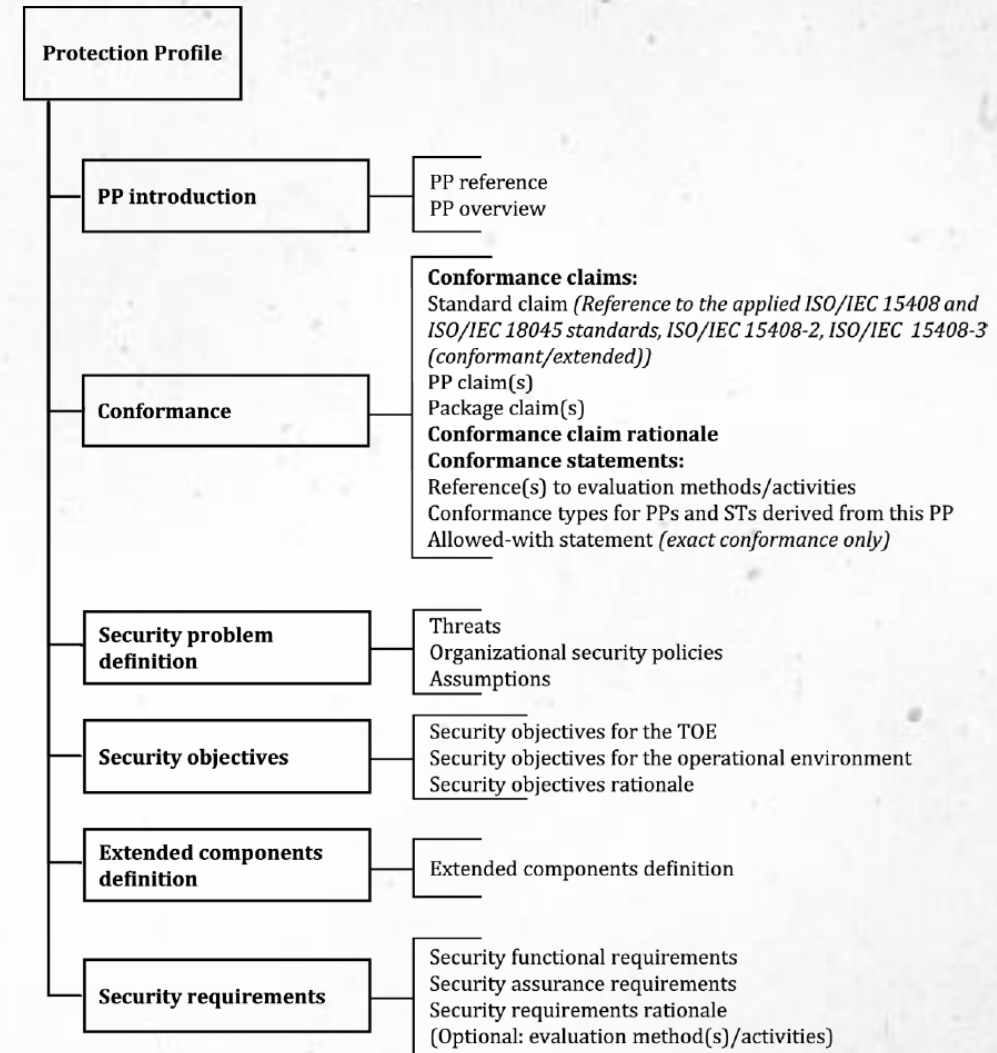 Protection Profile
PP introduction
PP reference
PP overview
Conformance
Conformance claims:
Standard claim (Reference to the applied ISO/IEC 15408 and
ISO/IEC 18045 standards, ISO/IEC 15408-2, ISO/IEC 15408-3
(conformant/extended))
PP claim(s)
Package claim(s)
Conformance claim rationale
Conformance statements:
Reference(s) to evaluation methods/activities
Conformance types for PPs and STs derived from this PP
Allowed-with statement (exact conformance only)
Security problem
definition
Threats
Organizational security policies
Assumptions
Security objectives
Security objectives for the TOE
Security objectives for the operational environment
Security objectives rationale
Extended components
definition
Extended components definition
Security requirements
Security functional requirements
Security assurance requirements
Security requirements rationale
(Optional: evaluation method(s)/activities)